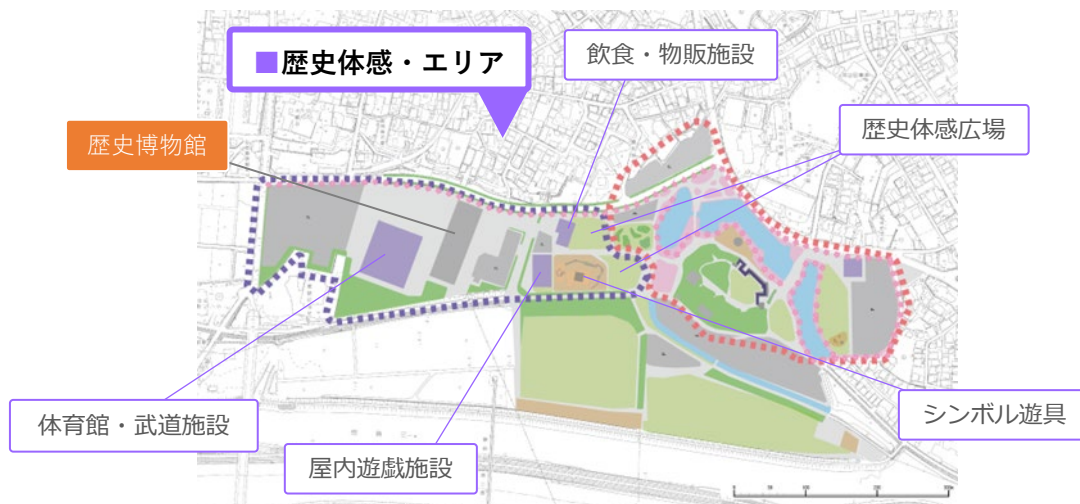 ■歴史体感・エリア
飲食・物販施設
歴史博物館
歴史体感広場
体育館・武道施設
屋内遊戯施設
シンボル遊具